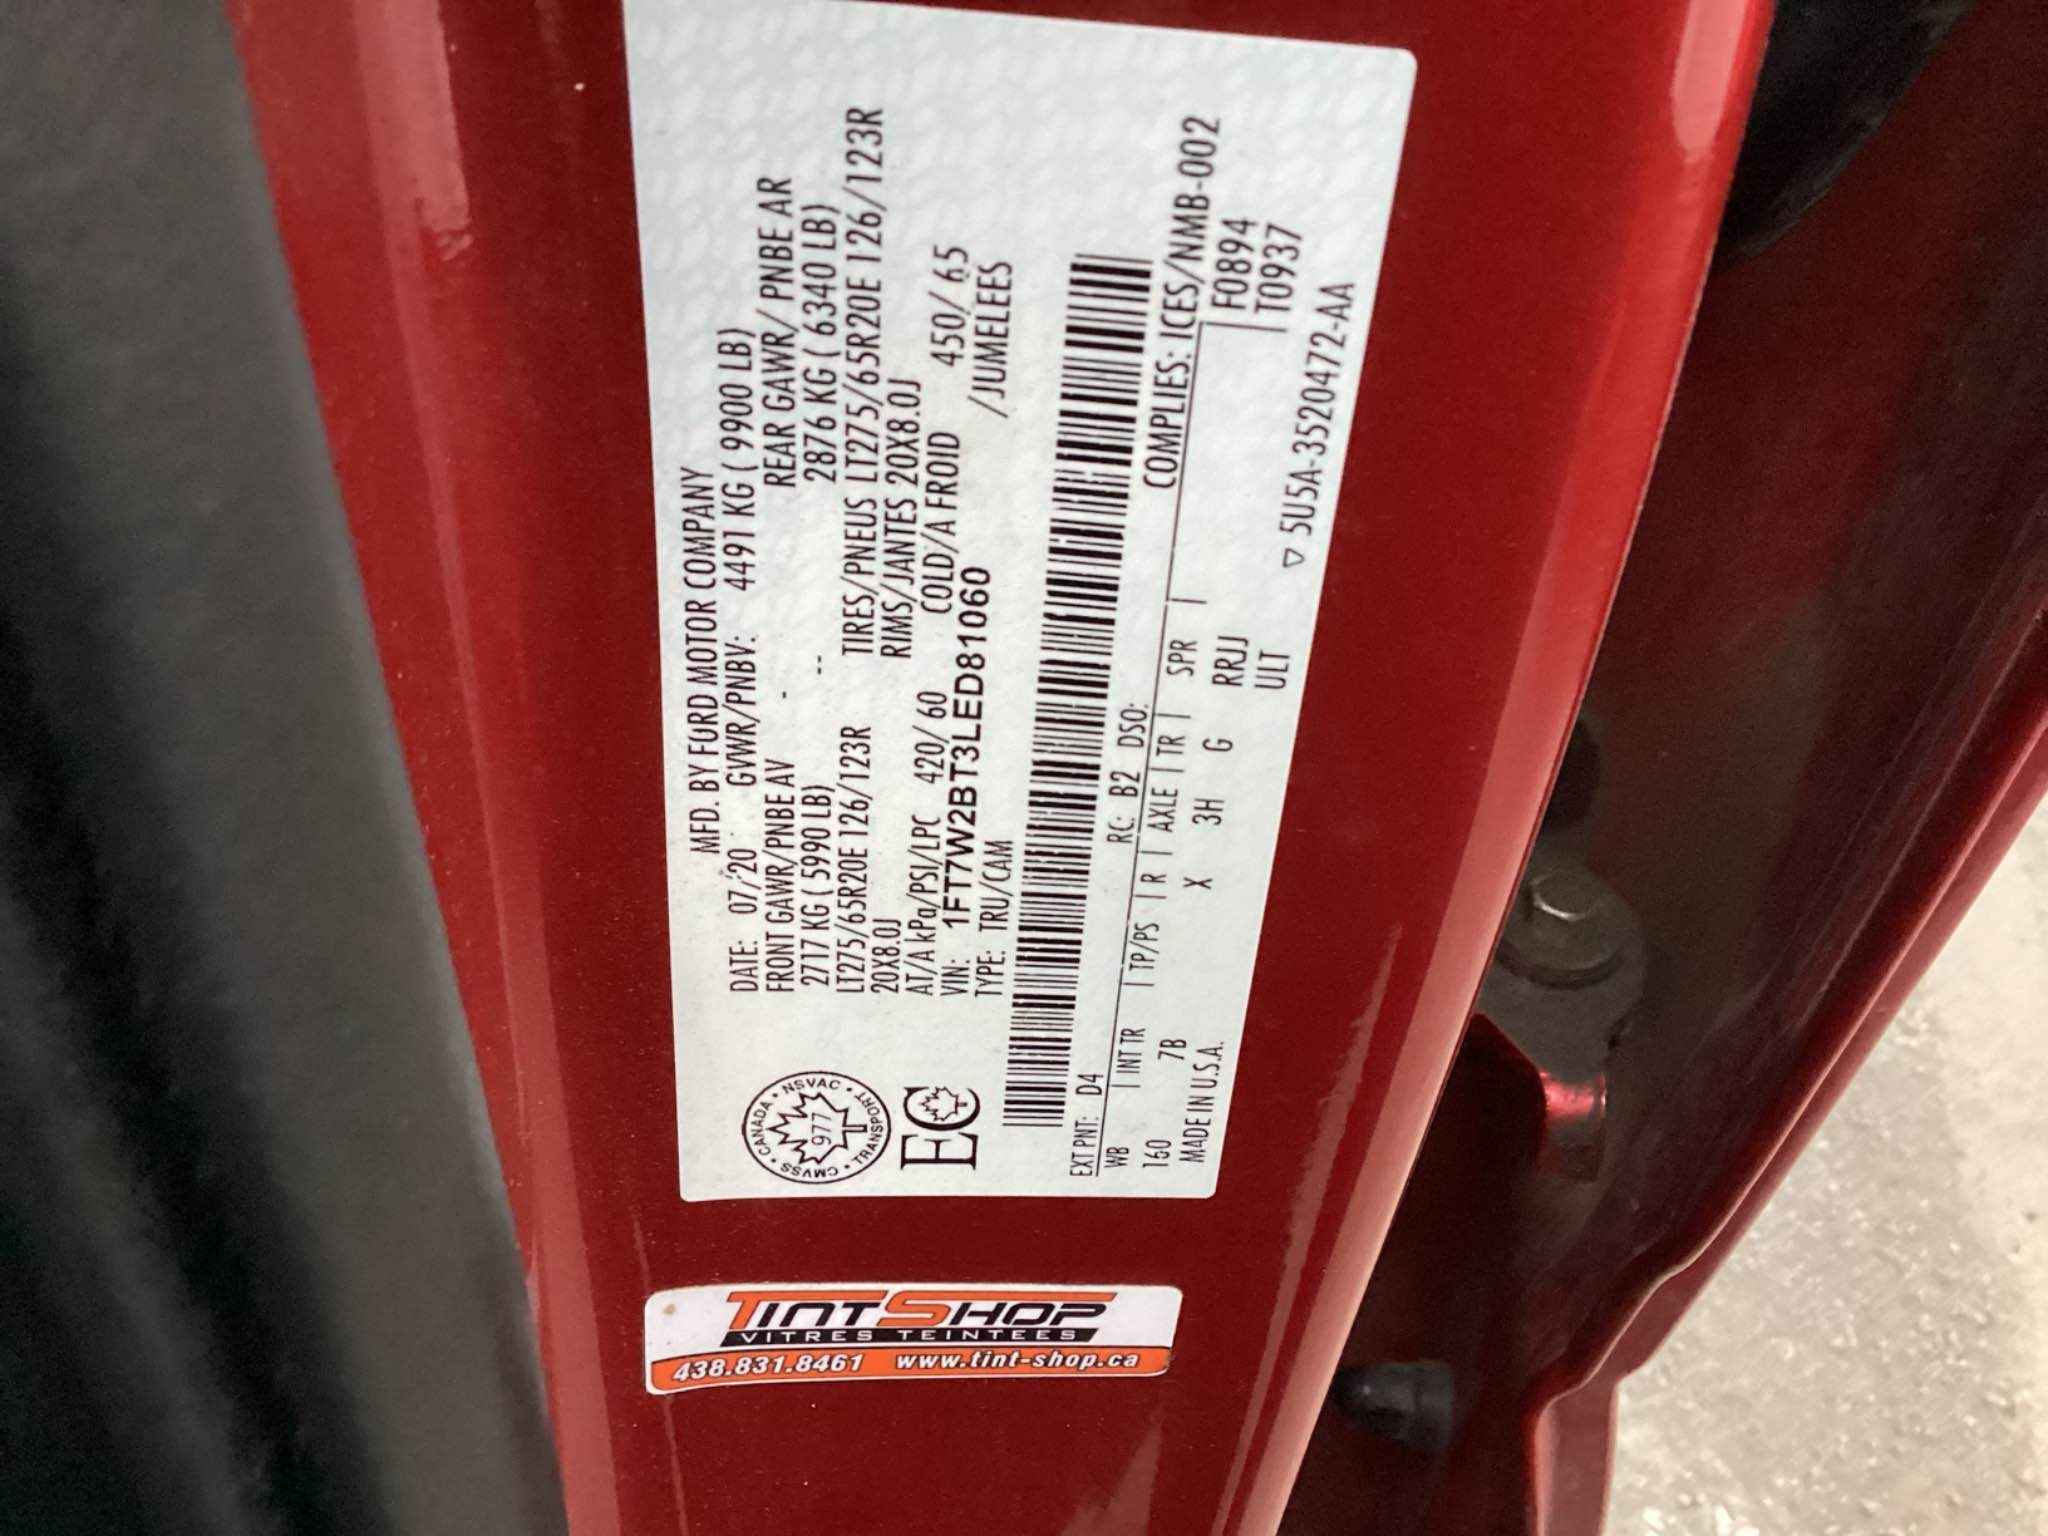 MFD. BY FORD MOTOR COMPANY
DATE: 07/20 GVWR/PNBV: 4491 KG ( 9900 LB)
FRONT GAWR/PNBE AV - REAR GAWR/ PNBE AR
2717 KG ( 5990 LB) -- 2876 KG ( 6340 LB)
LT275/65R20E 126/123R TIRES/PNEUS LT275/65R20E 126/123R
20X8.0J RIMS/JANTES 20X8.0J
AT/A kPa/PSI/LPC 420/ 60 COLD/A FROID 450/ 65
VIN: 1FT7W2BT3LED81060 /JUMELEES
TYPE: TRU/CAM
CANADA · NSVAC · TRANSPORT · CMVSS
977
EC
COMPLIES: ICES/NMB-002
EXT PNT: D4 RC: B2 DSO: F0894
WB | INT TR | TP/PS | R | AXLE | TR | SPR | T0937
160 7B X 3H G RRJJ
MADE IN U.S.A. ULT
▽ 5U5A-3520472-AA
TINTSHOP
VITRES TEINTEES
438.831.8461 www.tint-shop.ca